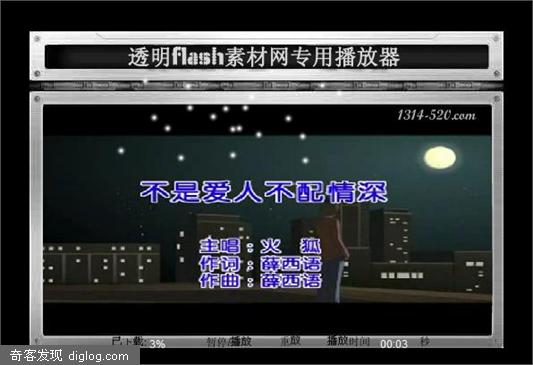 透明flash素材网专用播放器
1314-520.com
不是爱人不配情深
主唱：火 狐
作词：薛西语
作曲：薛西语
已下载: 3% 暂停/播放 重放 播放时间 00:03 秒
奇客发现 diglog.com